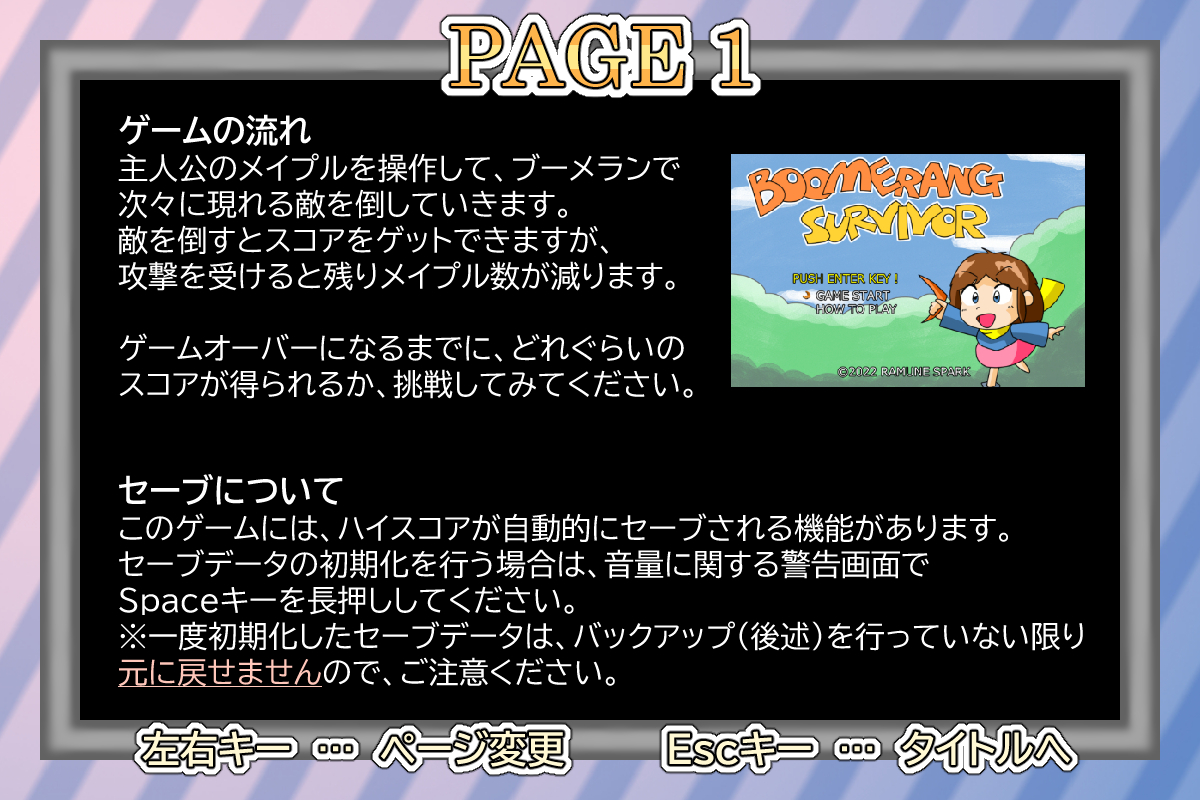 PAGE 1
ゲームの流れ
主人公のメイプルを操作して、ブーメランで
次々に現れる敵を倒していきます。
敵を倒すとスコアをゲットできますが、
攻撃を受けると残りメイプル数が減ります。
ゲームオーバーになるまでに、どれぐらいの
スコアが得られるか、挑戦してみてください。
BOOMERANG
SURVIVOR
PUSH ENTER KEY !
GAME START
HOW TO PLAY
©2022 RAMUNE SPARK
セーブについて
このゲームには、ハイスコアが自動的にセーブされる機能があります。
セーブデータの初期化を行う場合は、音量に関する警告画面で
Spaceキーを長押ししてください。
※一度初期化したセーブデータは、バックアップ(後述)を行っていない限り
元に戻せませんので、ご注意ください。
左右キー … ページ変更 Escキー … タイトルへ